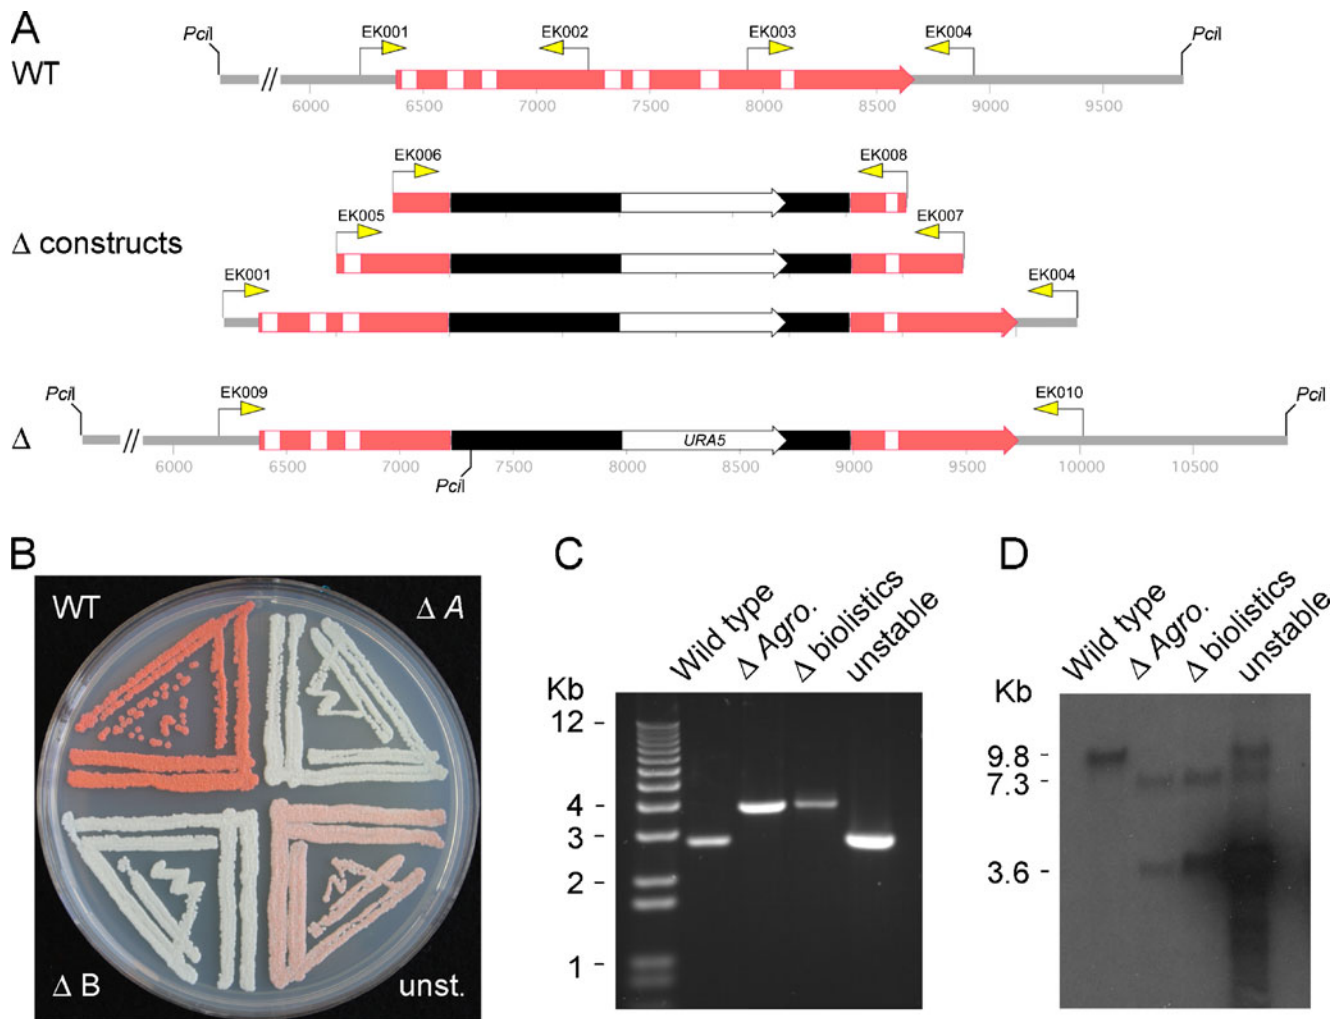 A
WT
PciI
EK001
EK002
EK003
EK004
PciI
//
6000 6500 7000 7500 8000 8500 9000 9500
EK006
EK008
Δ constructs
EK005
EK007
EK001
EK004
Δ
PciI
EK009
EK010
PciI
//
URA5
6000 6500 7000 7500 8000 8500 9000 9500 10000 10500
PciI
B
WT
Δ A
Δ B
unst.
C
Wild type
Δ Agro.
Δ biolistics
unstable
Kb
12 -
4 -
3 -
2 -
1 -
D
Wild type
Δ Agro.
Δ biolistics
unstable
Kb
9.8 -
7.3 -
3.6 -